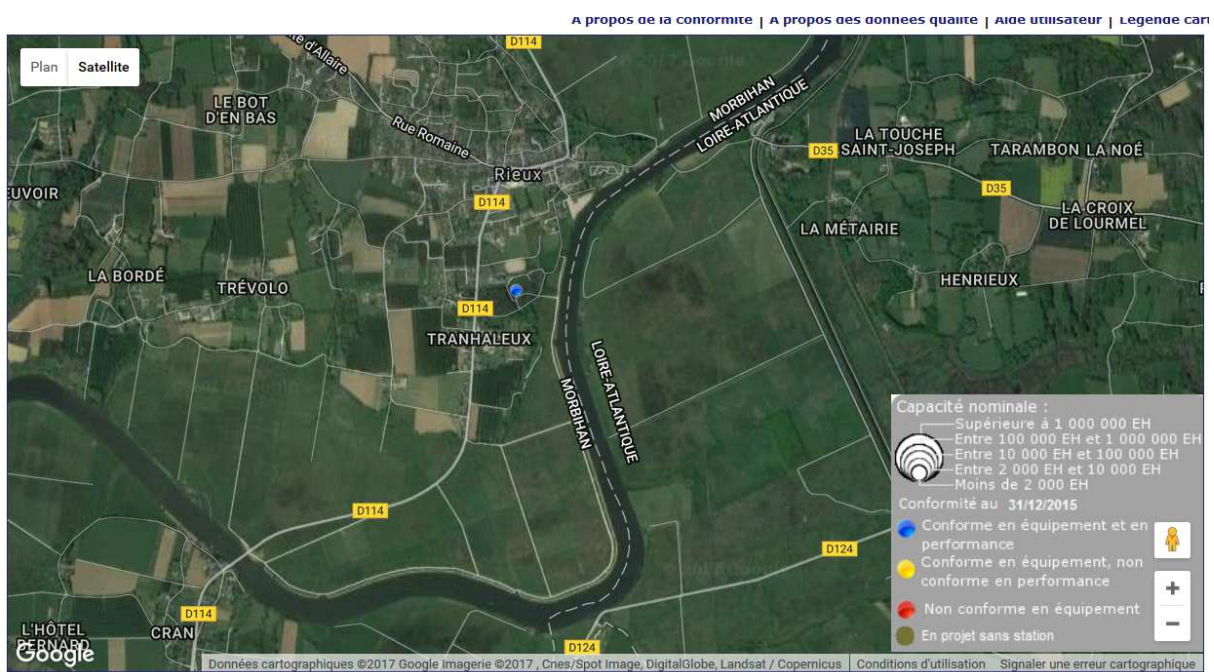 A propos de la conformité | A propos des données qualité | Aide utilisateur | Légende cart
Plan Satellite
D114
te d'Allaire
© 2017 Google
LE BOT
D'EN BAS
Rue Romaine
MORBIHAN
LOIRE-ATLANTIQUE
LA TOUCHE
SAINT-JOSEPH
D35
TARAMBON LA NOÉ
Rieux
EUVOIR
D114
D35
LA CROIX
DE LOURMEL
LA MÉTAIRIE
LA BORDÉ
TRÉVOLO
HENRIEUX
D114
TRANHALEUX
LOIRE-ATLANTIQUE
MORBIHAN
Capacité nominale :
Supérieure à 1 000 000 EH
Entre 100 000 EH et 1 000 000 EH
Entre 10 000 EH et 100 000 EH
Entre 2 000 EH et 10 000 EH
Moins de 2 000 EH
Conformité au 31/12/2015
Conforme en équipement et en
performance
Conforme en équipement, non
conforme en performance
Non conforme en équipement
En projet sans station
D114
D124
© 2017 Google
D114
CRAN
L'HÔTEL
BERNARD
D124
+
−
Google
Données cartographiques ©2017 Google Imagerie ©2017 , Cnes/Spot Image, DigitalGlobe, Landsat / Copernicus Conditions d'utilisation Signaler une erreur cartographique